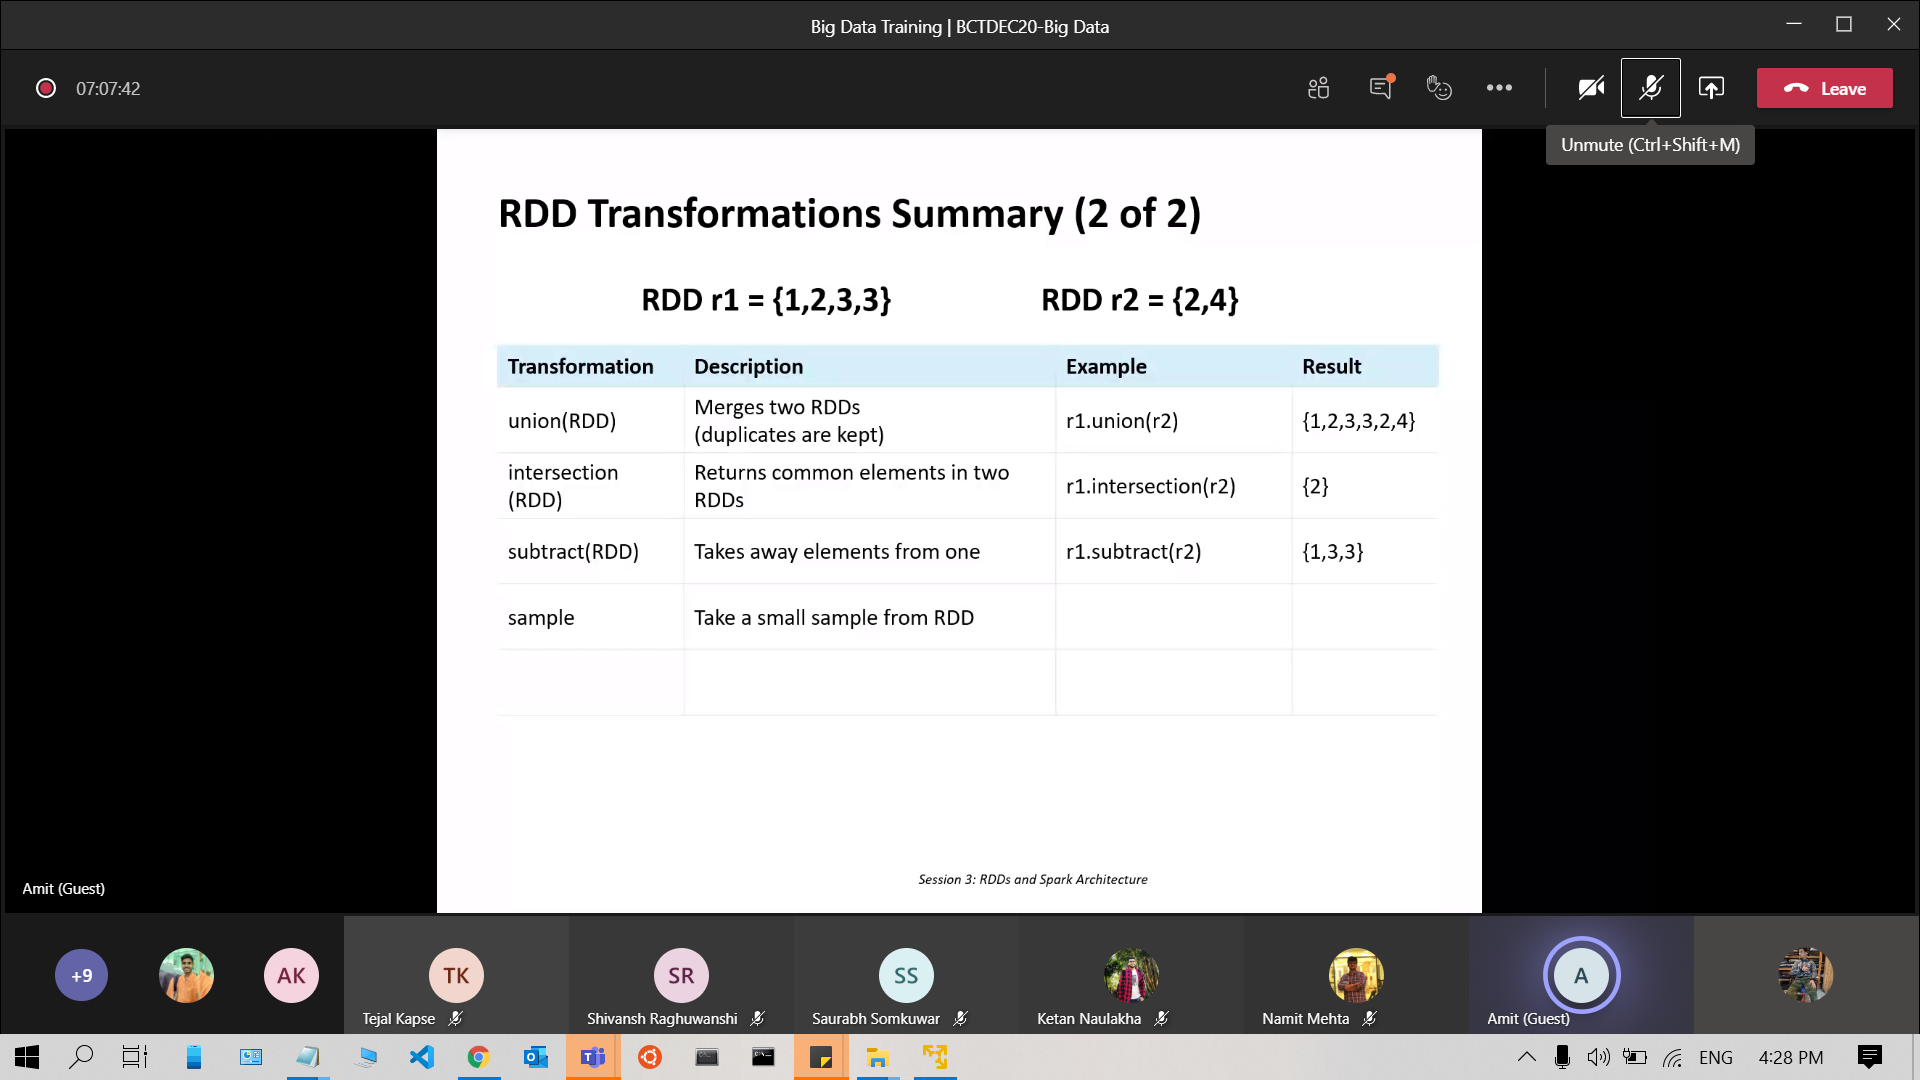 Big Data Training | BCTDEC20-Big Data
07:07:42
Leave
Unmute (Ctrl+Shift+M)
RDD Transformations Summary (2 of 2)
RDD r1 = {1,2,3,3} RDD r2 = {2,4}
Transformation Description Example Result
union(RDD) Merges two RDDs
(duplicates are kept) r1.union(r2) {1,2,3,3,2,4}
intersection
(RDD) Returns common elements in two
RDDs r1.intersection(r2) {2}
subtract(RDD) Takes away elements from one r1.subtract(r2) {1,3,3}
sample Take a small sample from RDD
Session 3: RDDs and Spark Architecture
Amit (Guest)
+9 AK TK SR SS A
Tejal Kapse Shivansh Raghuwanshi Saurabh Somkuwar Ketan Naulakha Namit Mehta Amit (Guest)
ENG 4:28 PM